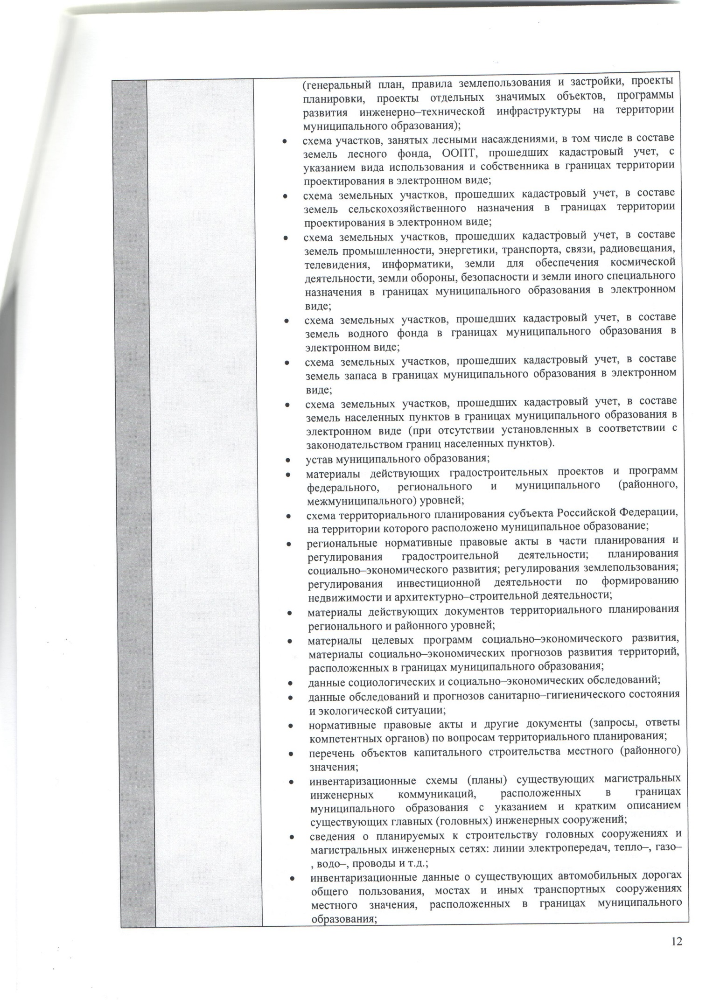 (генеральный план, правила землепользования и застройки, проекты
планировки, проекты отдельных значимых объектов, программы
развития инженерно–технической инфраструктуры на территории
муниципального образования);
• схема участков, занятых лесными насаждениями, в том числе в составе
земель лесного фонда, ООПТ, прошедших кадастровый учет, с
указанием вида использования и собственника в границах территории
проектирования в электронном виде;
• схема земельных участков, прошедших кадастровый учет, в составе
земель сельскохозяйственного назначения в границах территории
проектирования в электронном виде;
• схема земельных участков, прошедших кадастровый учет, в составе
земель промышленности, энергетики, транспорта, связи, радиовещания,
телевидения, информатики, земли для обеспечения космической
деятельности, земли обороны, безопасности и земли иного специального
назначения в границах муниципального образования в электронном
виде;
• схема земельных участков, прошедших кадастровый учет, в составе
земель водного фонда в границах муниципального образования в
электронном виде;
• схема земельных участков, прошедших кадастровый учет, в составе
земель запаса в границах муниципального образования в электронном
виде;
• схема земельных участков, прошедших кадастровый учет, в составе
земель населенных пунктов в границах муниципального образования в
электронном виде (при отсутствии установленных в соответствии с
законодательством границ населенных пунктов).
• устав муниципального образования;
• материалы действующих градостроительных проектов и программ
федерального, регионального и муниципального (районного,
межмуниципального) уровней;
• схема территориального планирования субъекта Российской Федерации,
на территории которого расположено муниципальное образование;
• региональные нормативные правовые акты в части планирования и
регулирования градостроительной деятельности; планирования
социально–экономического развития; регулирования землепользования;
регулирования инвестиционной деятельности по формированию
недвижимости и архитектурно–строительной деятельности;
• материалы действующих документов территориального планирования
регионального и районного уровней;
• материалы целевых программ социально–экономического развития,
материалы социально–экономических прогнозов развития территорий,
расположенных в границах муниципального образования;
• данные социологических и социально–экономических обследований;
• данные обследований и прогнозов санитарно–гигиенического состояния
и экологической ситуации;
• нормативные правовые акты и другие документы (запросы, ответы
компетентных органов) по вопросам территориального планирования;
• перечень объектов капитального строительства местного (районного)
значения;
• инвентаризационные схемы (планы) существующих магистральных
инженерных коммуникаций, расположенных в границах
муниципального образования с указанием и кратким описанием
существующих главных (головных) инженерных сооружений;
• сведения о планируемых к строительству головных сооружениях и
магистральных инженерных сетях: линии электропередач, тепло–, газо–
, водо–, проводы и т.д.;
• инвентаризационные данные о существующих автомобильных дорогах
общего пользования, мостах и иных транспортных сооружениях
местного значения, расположенных в границах муниципального
образования;
12